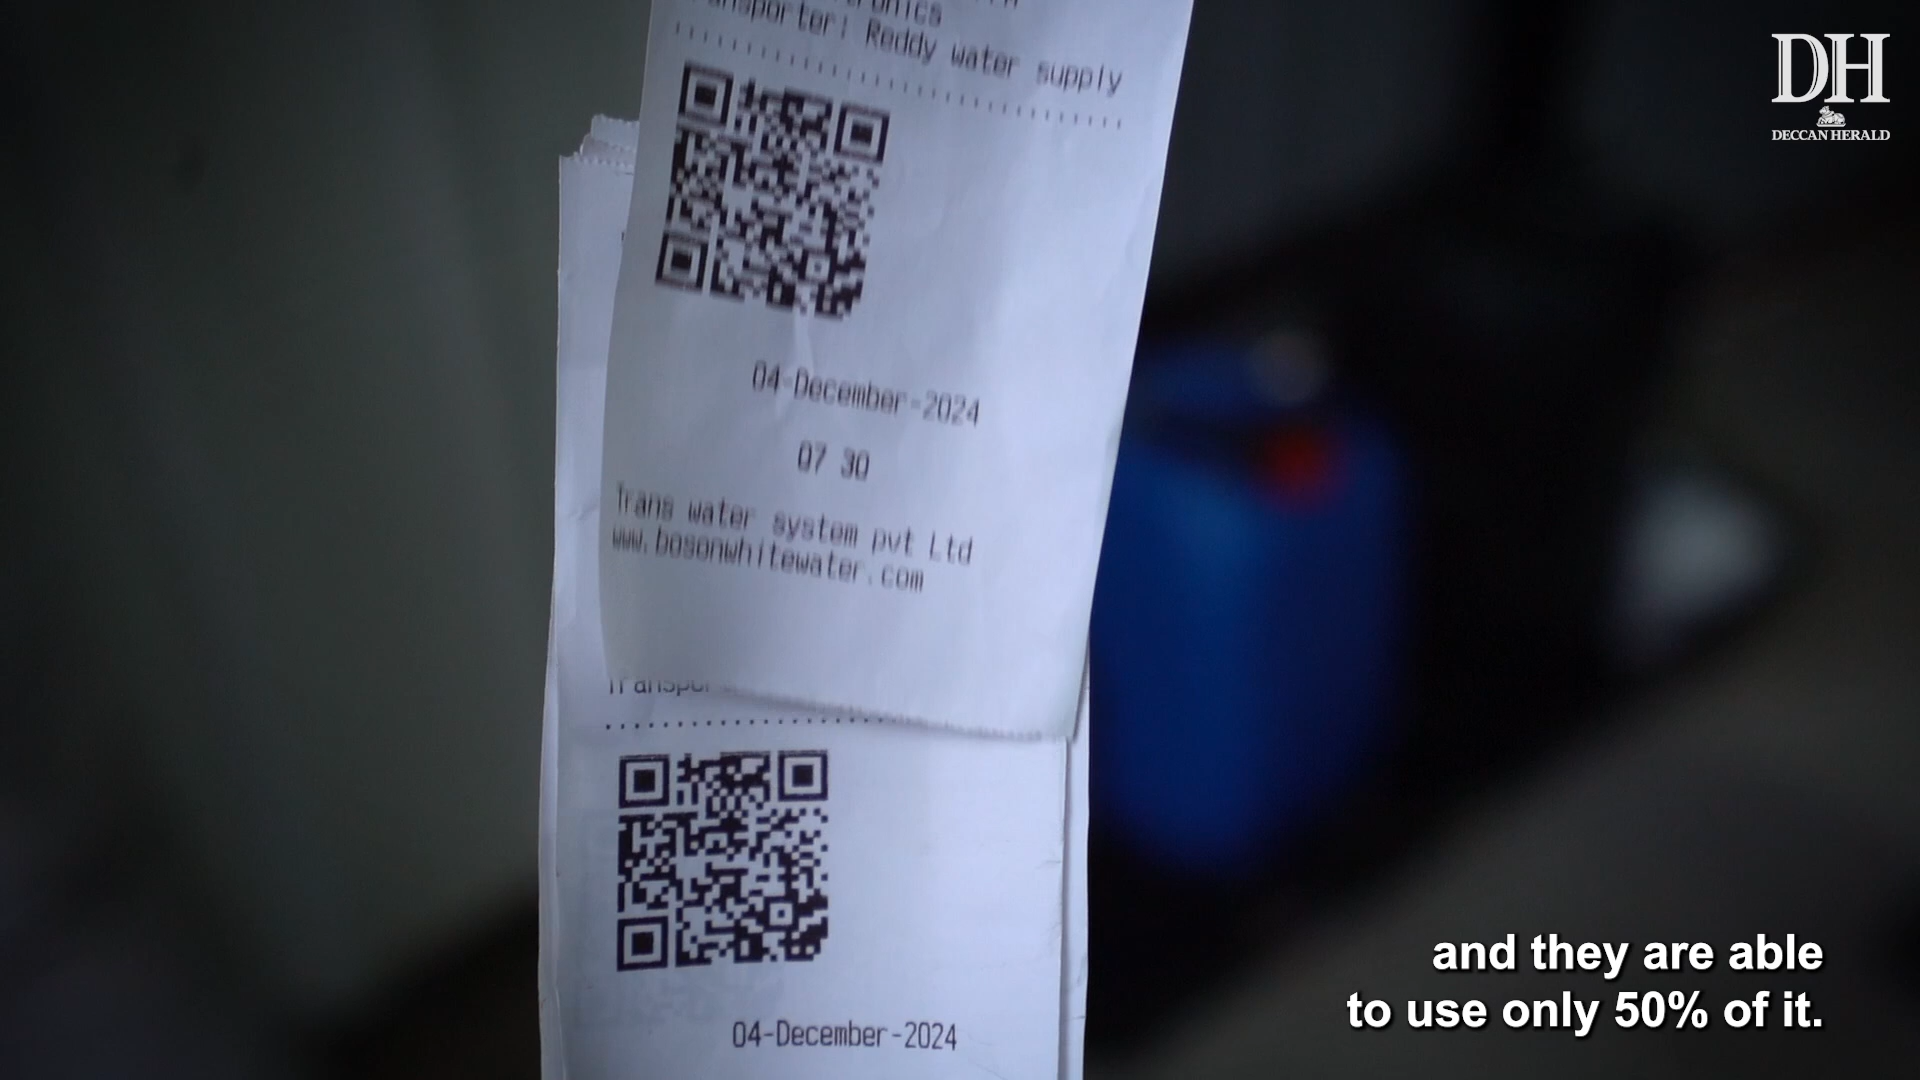 Transporter: Reddy water supply
04-December-2024
07 30
Trans water system pvt Ltd
www.bosonwhitewater.com
04-December-2024
DH
DECCAN HERALD
and they are able
to use only 50% of it.